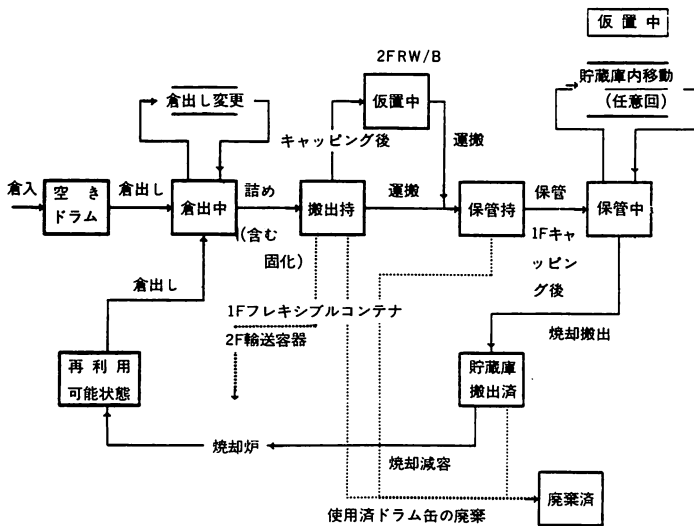 仮置中
2FRW/B
貯蔵庫内移動
(任意回)
倉出し変更
仮置中
キャッピング後
運搬
倉入
空き
ドラム
倉出し
倉出中
詰め
搬出持
運搬
保管持
保管
保管中
((含む
固化)
1Fキャ
ッピン
グ後
倉出し
1Fフレキシブルコンテナ
2F輸送容器
焼却搬出
再利用
可能状態
貯蔵庫
搬出済
焼却炉
焼却減容
廃棄済
使用済ドラム缶の廃棄